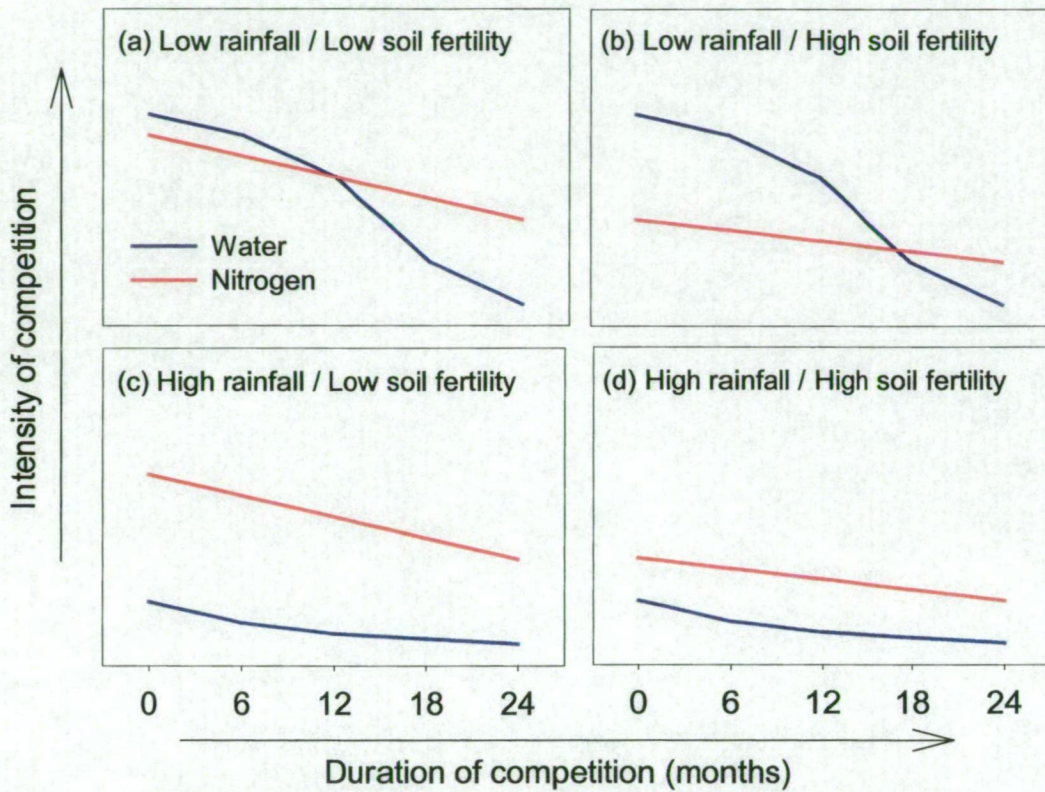 (a) Low rainfall / Low soil fertility
(b) Low rainfall / High soil fertility
Water
Nitrogen
(c) High rainfall / Low soil fertility
(d) High rainfall / High soil fertility
Intensity of competition
0 6 12 18 24
0 6 12 18 24
Duration of competition (months)